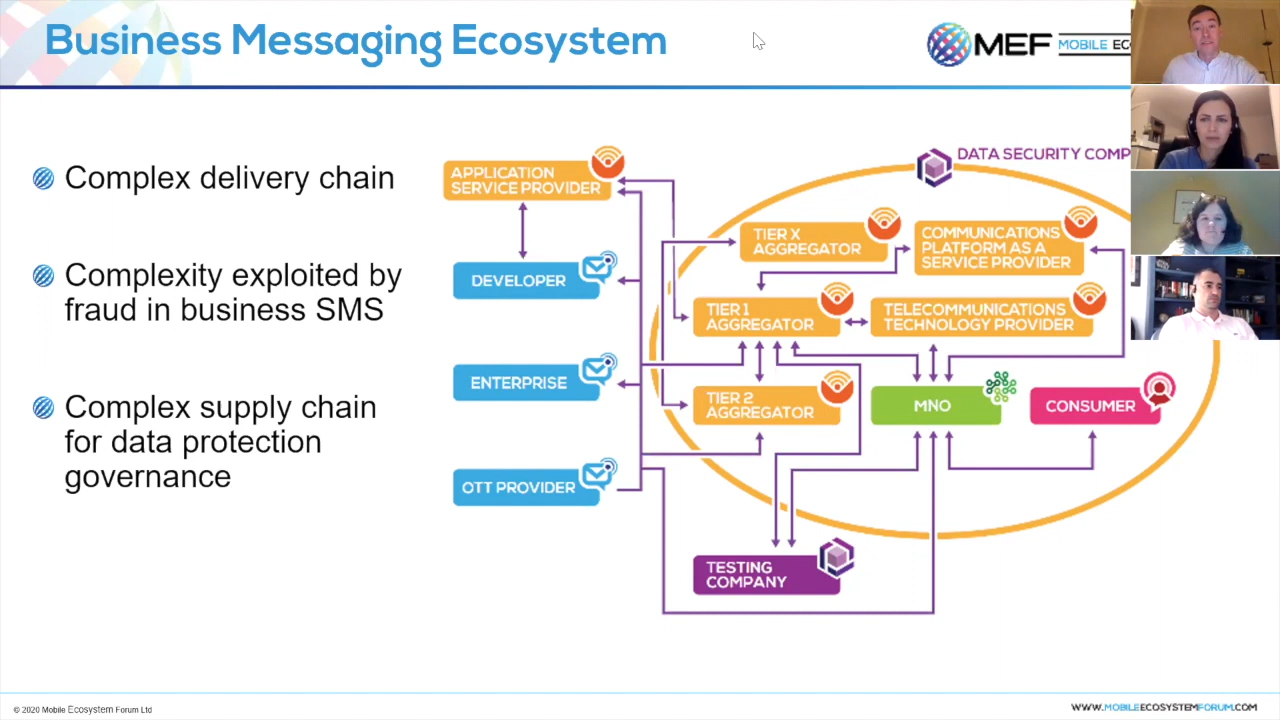 Business Messaging Ecosystem
MEF MOBILE
Complex delivery chain
Complexity exploited by
fraud in business SMS
Complex supply chain
for data protection
governance
DATA SECURITY
APPLICATION
SERVICE PROVIDER
DEVELOPER
ENTERPRISE
OTT PROVIDER
TIER X
AGGREGATOR
COMMUNICATIONS
PLATFORM AS A
SERVICE PROVIDER
TIER 1
AGGREGATOR
TELECOMMUNICATIONS
TECHNOLOGY PROVIDER
TIER 2
AGGREGATOR
MNO
CONSUMER
TESTING
COMPANY
© 2020 Mobile Ecosystem Forum Ltd
WWW.MOBILEECOSYSTEMFORUM.COM